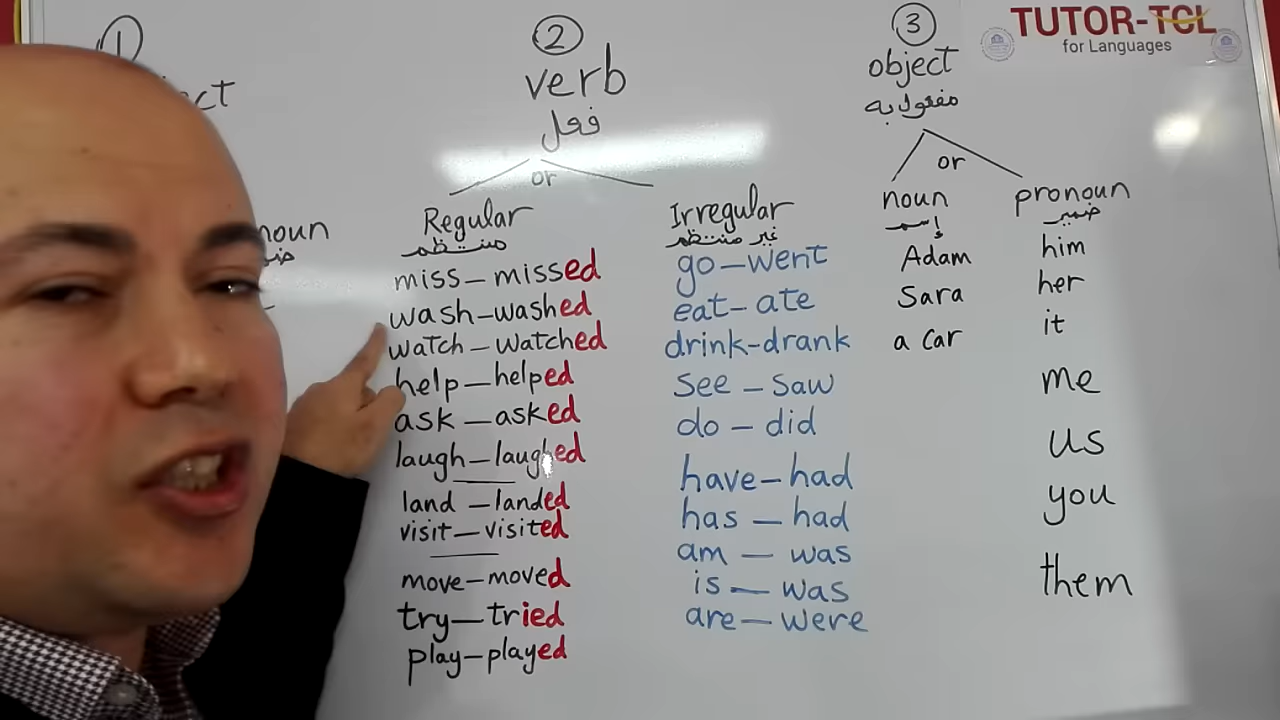 1
2
verb
فعل
or
Regular
منتظم
miss – missed
wash – washed
watch – watched
help – helped
ask – asked
laugh – laughed
land – landed
visit – visited
move – moved
try – tried
play – played
Irregular
غير منتظم
go – went
eat – ate
drink - drank
see – saw
do – did
have – had
has – had
am – was
is – was
are – were
3
object
مفعول به
or
noun
إسم
Adam
Sara
a car
pronoun
ضمير
him
her
it
me
us
you
them
TUTOR-TCL
for Languages